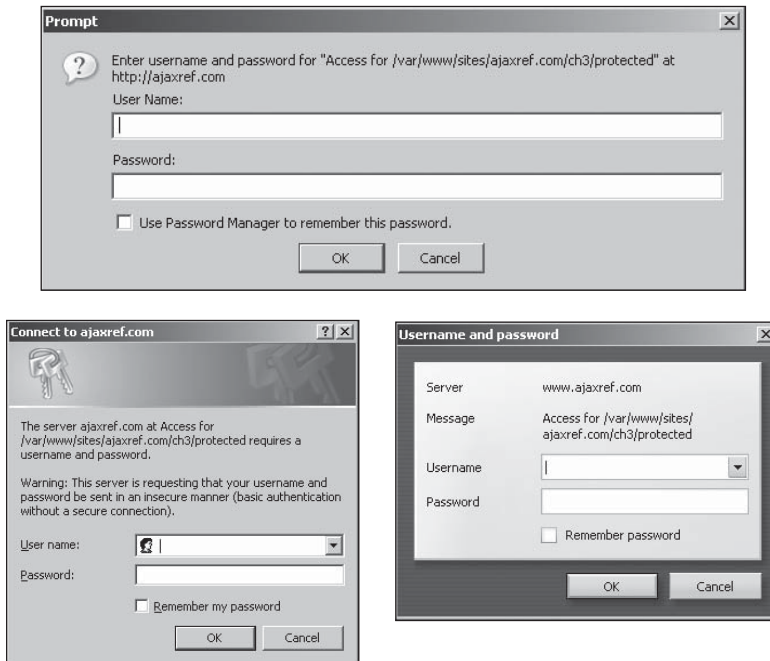 Prompt
Enter username and password for "Access for /var/www/sites/ajaxref.com/ch3/protected" at
http://ajaxref.com
User Name:
Password:
Use Password Manager to remember this password.
OK Cancel
Connect to ajaxref.com
The server ajaxref.com at Access for
/var/www/sites/ajaxref.com/ch3/protected requires a
username and password.
Warning: This server is requesting that your username and
password be sent in an insecure manner (basic authentication
without a secure connection).
User name:
Password:
Remember my password
OK Cancel
Username and password
Server www.ajaxref.com
Message Access for /var/www/sites/
ajaxref.com/ch3/protected
Username
Password
Remember password
OK Cancel